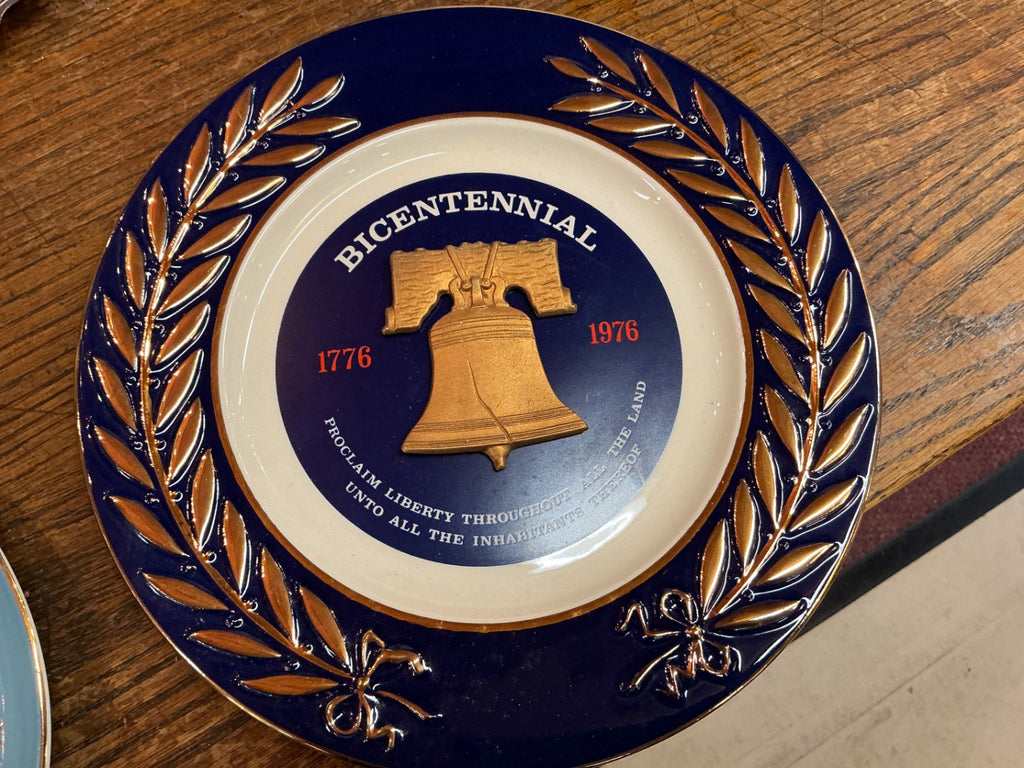 BICENTENNIAL
1776
1976
PROCLAIM LIBERTY THROUGHOUT ALL THE LAND
UNTO ALL THE INHABITANTS THEREOF